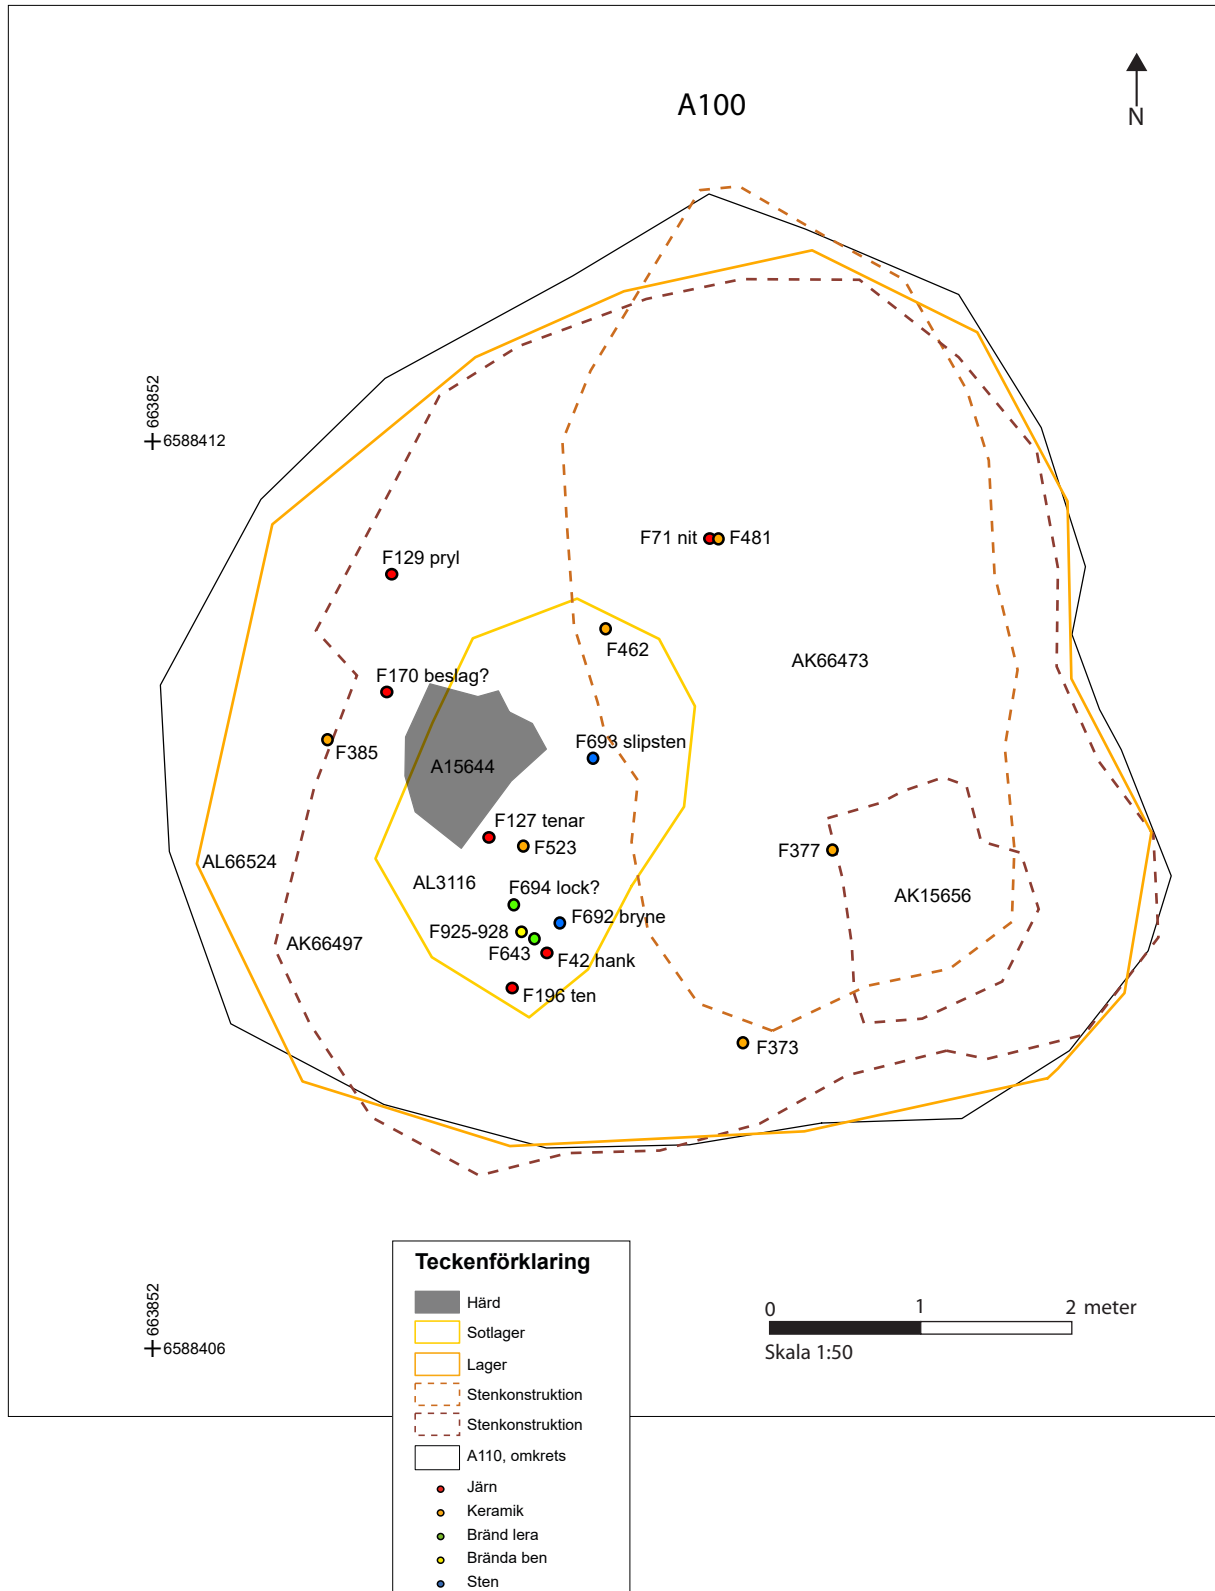 A100
N
663852
6588412
F71 nit
F481
F129 pryl
F462
AK66473
F170 beslag?
F385
F693 slipsten
A15644
F127 tenar
F523
F377
AL66524
AL3116
F694 lock?
AK15656
F692 bryne
F925-928
AK66497
F643
F42 hank
F196 ten
F373
663852
6588406
Teckenförklaring
Härd
Sotlager
Lager
Stenkonstruktion
Stenkonstruktion
A110, omkrets
Järn
Keramik
Bränd lera
Brända ben
Sten
0 1 2 meter
Skala 1:50